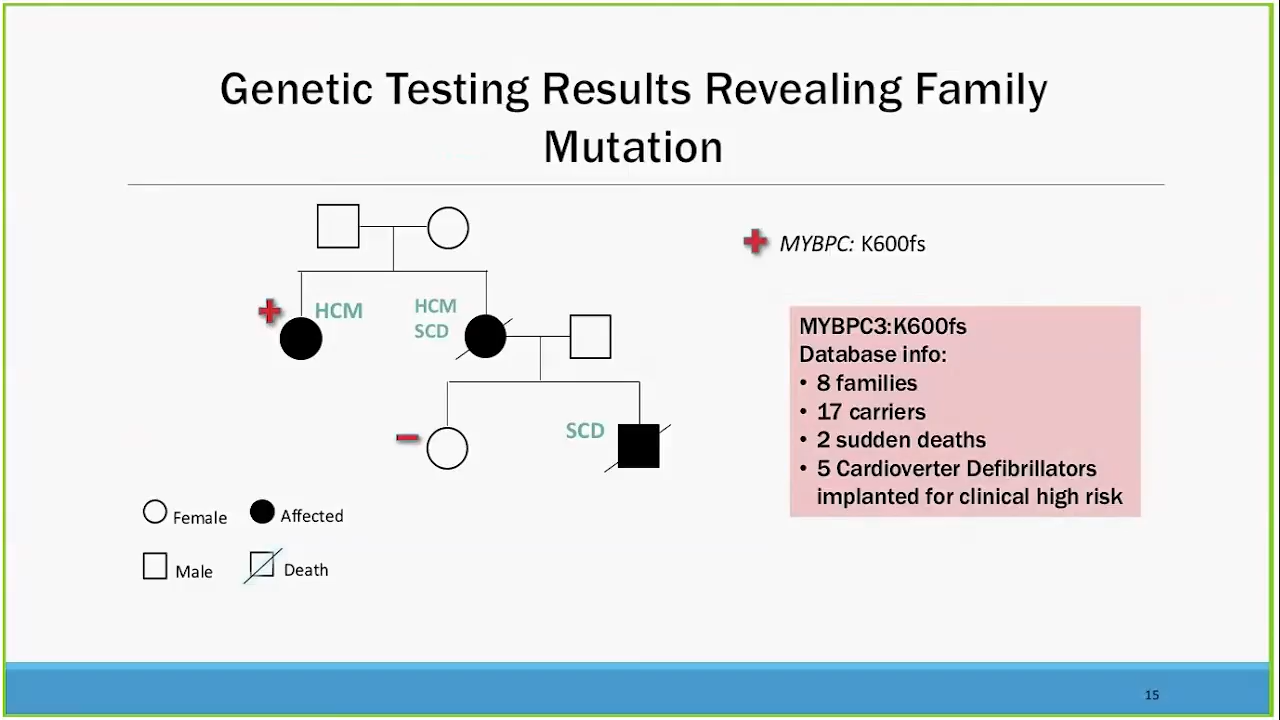 Genetic Testing Results Revealing Family
Mutation
+ MYBPC: K600fs
+ HCM
HCM
SCD
MYBPC3:K600fs
Database info:
• 8 families
• 17 carriers
• 2 sudden deaths
• 5 Cardioverter Defibrillators
implanted for clinical high risk
− SCD
Female Affected
Male Death
15